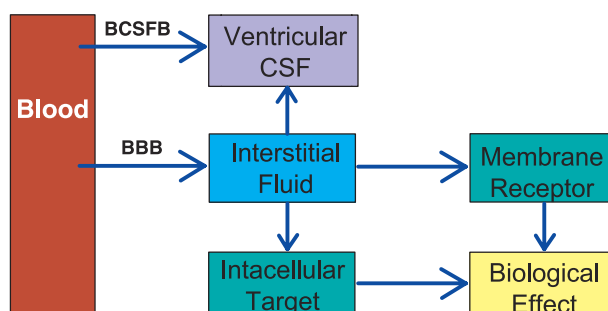 BCSFB
Ventricular
CSF
Blood
BBB
Interstitial
Fluid
Membrane
Receptor
Intacellular
Target
Biological
Effect